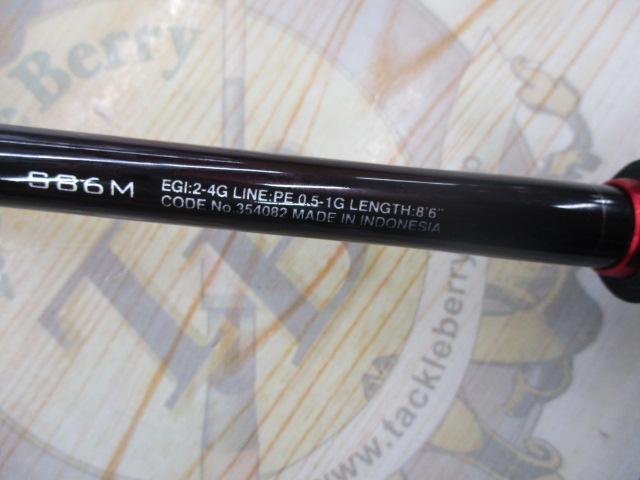 Berry
S86M
EGI:2-4G LINE:PE 0.5-1G LENGTH:8'6"
CODE No.354082 MADE IN INDONESIA
www.tackleberry